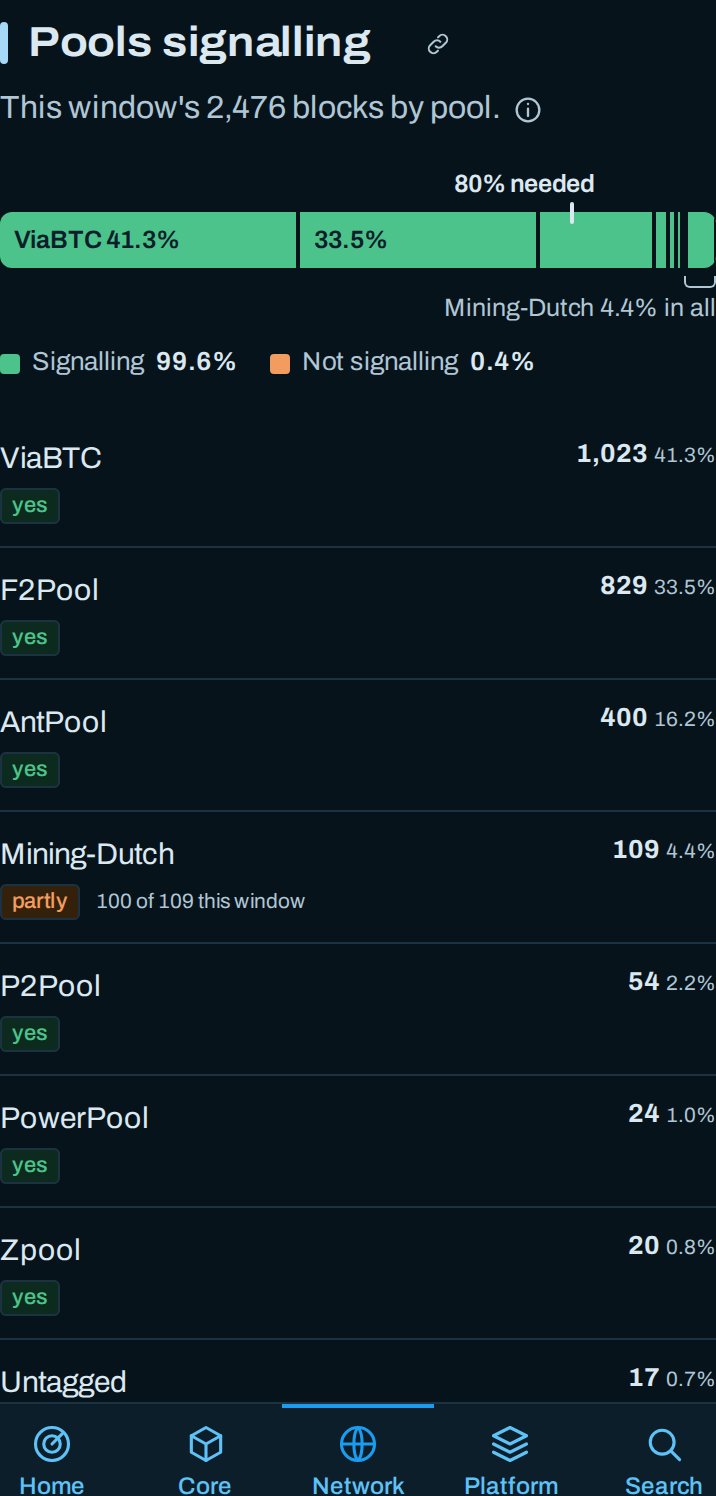 Pools signalling
This window's 2,476 blocks by pool.
80% needed
ViaBTC 41.3% 33.5%
Mining-Dutch 4.4% in all
Signalling 99.6% Not signalling 0.4%
ViaBTC 1,023 41.3%
yes
F2Pool 829 33.5%
yes
AntPool 400 16.2%
yes
Mining-Dutch 109 4.4%
partly 100 of 109 this window
P2Pool 54 2.2%
yes
PowerPool 24 1.0%
yes
Zpool 20 0.8%
yes
Untagged 17 0.7%
Home Core Network Platform Search